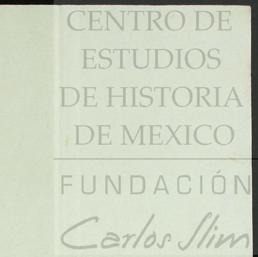 CENTRO DE
ESTUDIOS
DE HISTORIA
DE MEXICO
FUNDACIÓN
Carlos Slim